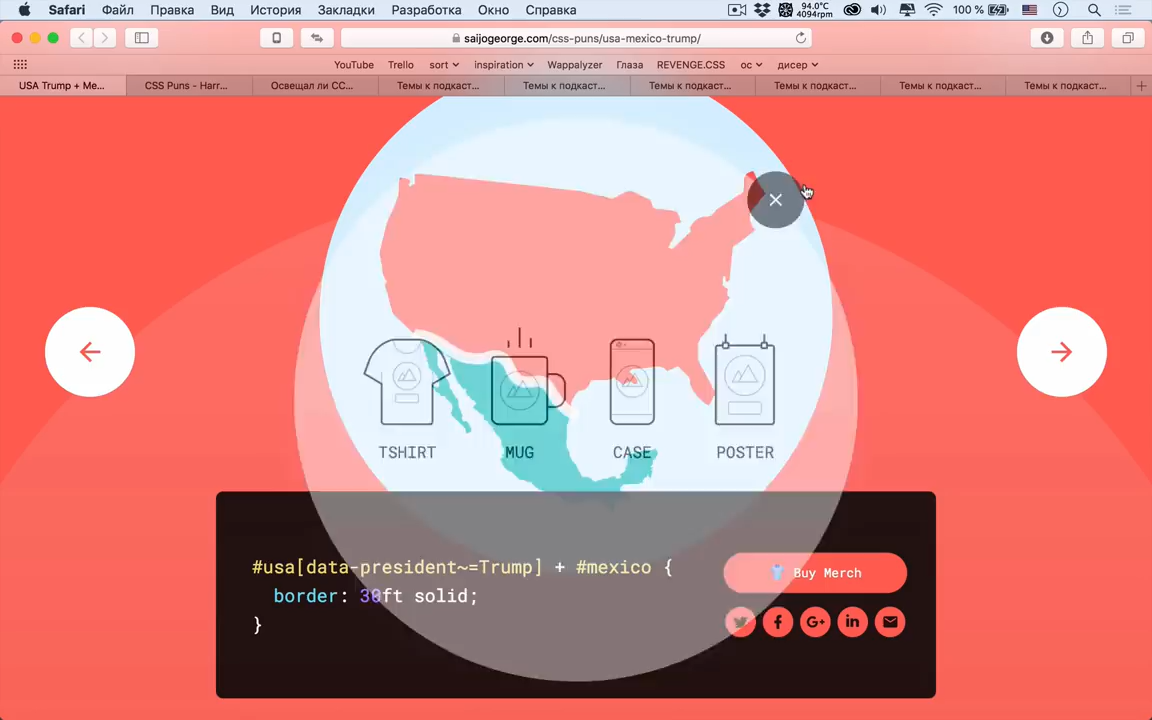 Safari Файл Правка Вид История Закладки Разработка Окно Справка 94.0°C 4094rpm 100 %
saijogeorge.com/css-puns/usa-mexico-trump/
YouTube Trello sort inspiration Wappalyzer Глаза REVENGE.CSS ос дисер
USA Trump + Me... CSS Puns - Harr... Освещал ли СС... Темы к подкаст... Темы к подкаст... Темы к подкаст... Темы к подкаст... Темы к подкаст... Темы к подкаст...
TSHIRT MUG CASE POSTER
#usa[data-president~=Trump] + #mexico {
border: 30ft solid;
}
Buy Merch
G+ in